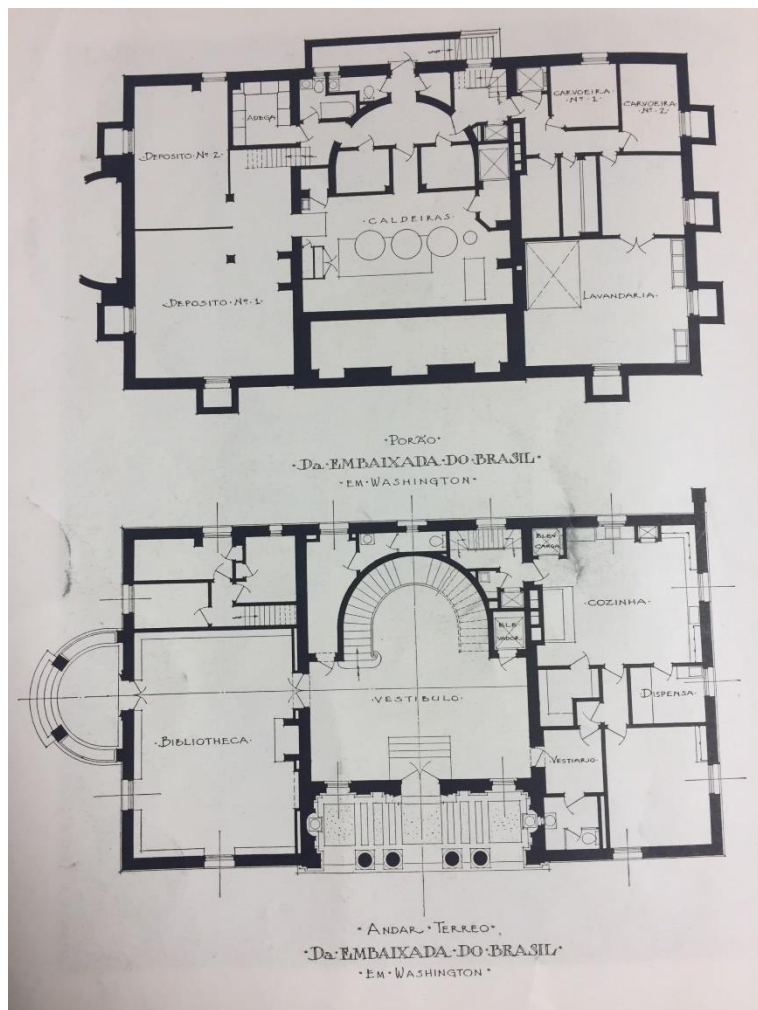 ADEGA
CARVOEIRA
Nº·1
CARVOEIRA
Nº·2
DEPOSITO·Nº·2
CALDEIRAS
DEPOSITO·Nº·1
LAVANDARIA
·PORÃO·
·Da·EMBAIXADA·DO·BRASIL·
·EM·WASHINGTON·
ELEV
CARGA
COZINHA
ELE
VADOR
VESTIBULO
DISPENSA
BIBLIOTHECA
VESTIARIO
·ANDAR·TERREO·
·Da·EMBAIXADA·DO·BRASIL·
·EM·WASHINGTON·